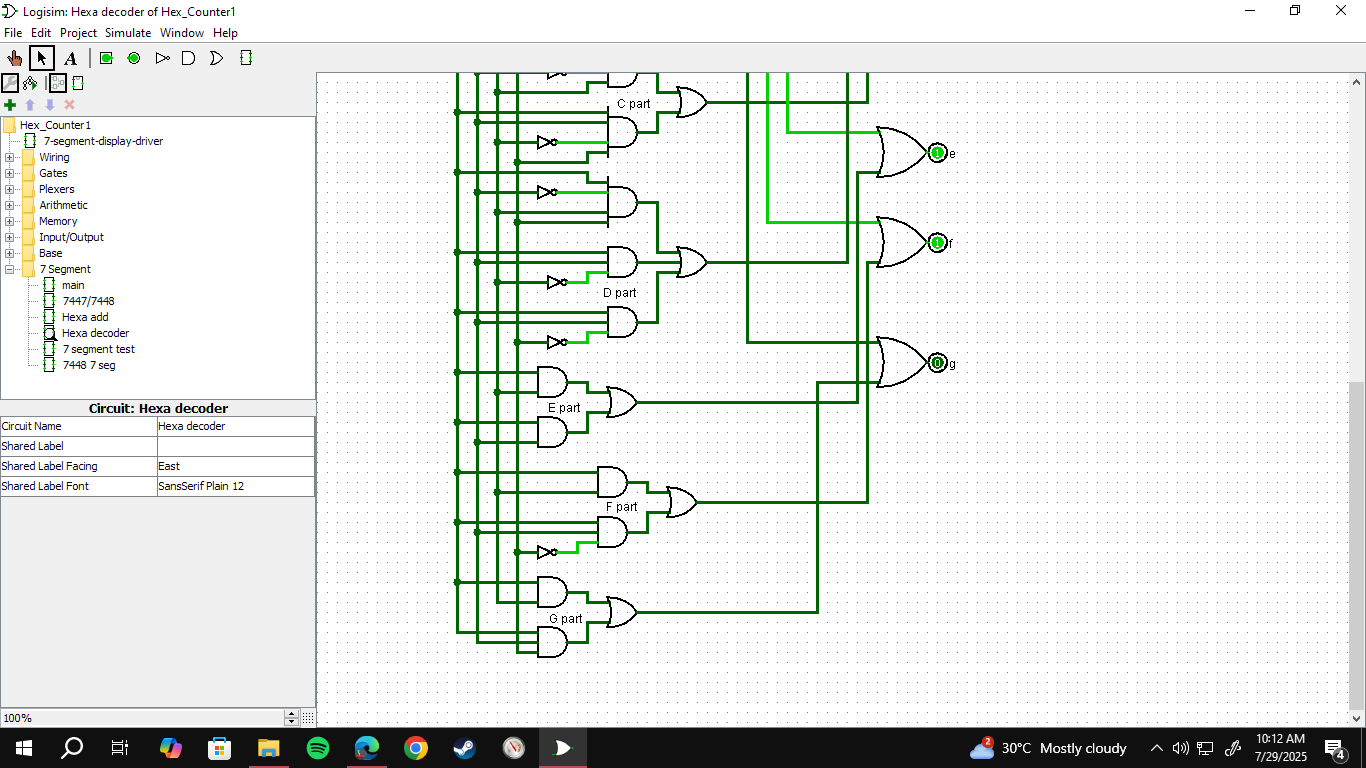 Logisim: Hexa decoder of Hex_Counter1
File Edit Project Simulate Window Help
A
Hex_Counter1
7-segment-display-driver
Wiring
Gates
Plexers
Arithmetic
Memory
Input/Output
Base
7 Segment
main
7447/7448
Hexa add
Hexa decoder
7 segment test
7448 7 seg
Circuit: Hexa decoder
Circuit Name Hexa decoder
Shared Label
Shared Label Facing East
Shared Label Font SansSerif Plain 12
100%
C part
1 e
1 f
D part
0 g
E part
F part
G part
2
30°C Mostly cloudy
10:12 AM
7/29/2025
4